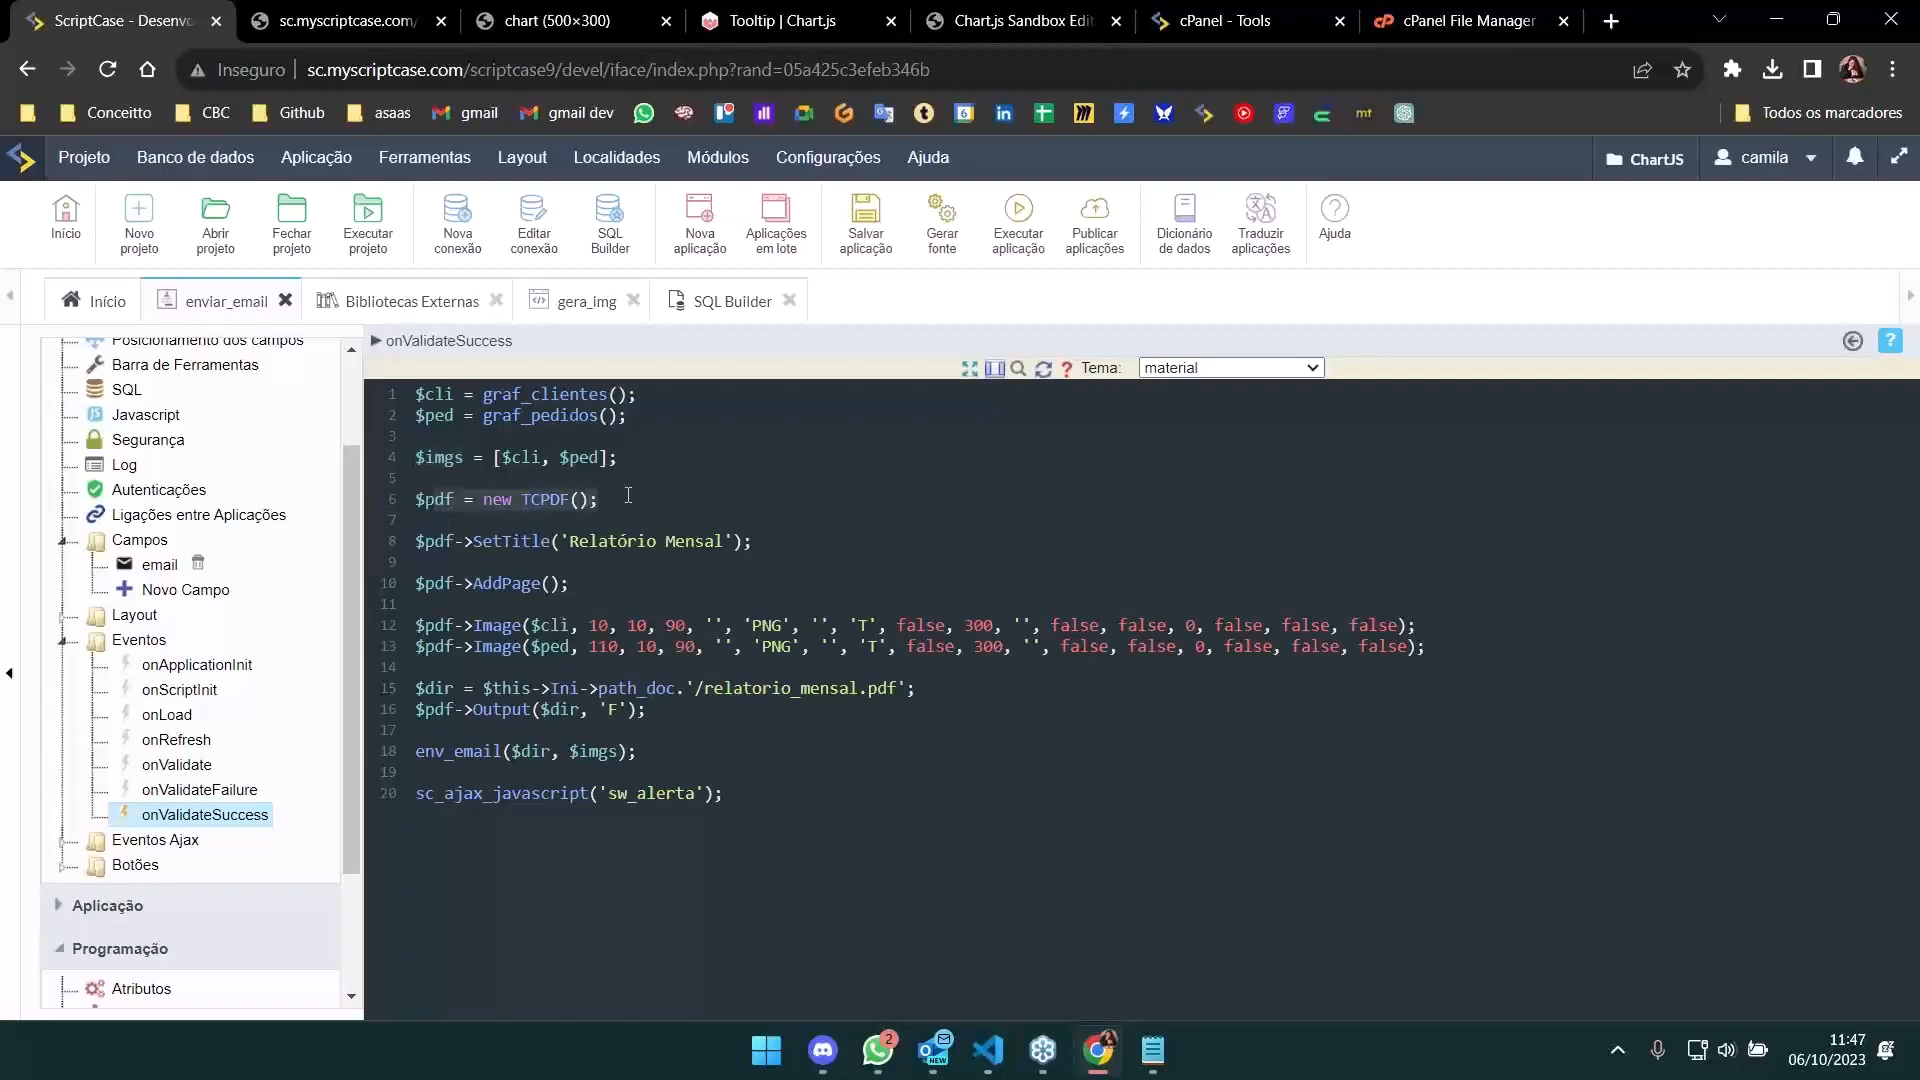 ScriptCase - Desenvo
sc.myscriptcase.com/
chart (500×300)
Tooltip | Chart.js
Chart.js Sandbox Edit
cPanel - Tools
cPanel File Manager
Inseguro
sc.myscriptcase.com/scriptcase9/devel/iface/index.php?rand=05a425c3efeb346b
Conceitto
CBC
Github
asaas
gmail
gmail dev
Todos os marcadores
Projeto
Banco de dados
Aplicação
Ferramentas
Layout
Localidades
Módulos
Configurações
Ajuda
ChartJS
camila
Início
Novo
projeto
Abrir
projeto
Fechar
projeto
Executar
projeto
Nova
conexão
Editar
conexão
SQL
Builder
Nova
aplicação
Aplicações
em lote
Salvar
aplicação
Gerar
fonte
Executar
aplicação
Publicar
aplicações
Dicionário
de dados
Traduzir
aplicações
Ajuda
Início
enviar_email
Bibliotecas Externas
gera_img
SQL Builder
Posicionamento dos campos
Barra de Ferramentas
SQL
Javascript
Segurança
Log
Autenticações
Ligações entre Aplicações
Campos
email
Novo Campo
Layout
Eventos
onApplicationInit
onScriptInit
onLoad
onRefresh
onValidate
onValidateFailure
onValidateSuccess
Eventos Ajax
Botões
Aplicação
Programação
Atributos
onValidateSuccess
Tema: material
1 $cli = graf_clientes();
2 $ped = graf_pedidos();
3
4 $imgs = [$cli, $ped];
5
6 $pdf = new TCPDF();
7
8 $pdf->SetTitle('Relatório Mensal');
9
10 $pdf->AddPage();
11
12 $pdf->Image($cli, 10, 10, 90, '', 'PNG', '', 'T', false, 300, '', false, false, 0, false, false, false);
13 $pdf->Image($ped, 110, 10, 90, '', 'PNG', '', 'T', false, 300, '', false, false, 0, false, false, false);
14
15 $dir = $this->Ini->path_doc.'/relatorio_mensal.pdf';
16 $pdf->Output($dir, 'F');
17
18 env_email($dir, $imgs);
19
20 sc_ajax_javascript('sw_alerta');
2
NEW
11:47
06/10/2023